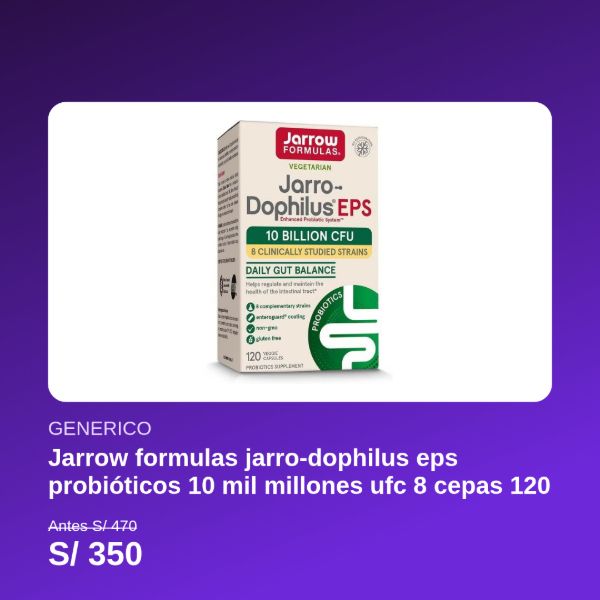 Jarrow
FORMULAS®
VEGETARIAN
Jarro-
Dophilus® EPS
Enhanced Probiotic System™
10 BILLION CFU
8 CLINICALLY STUDIED STRAINS
DAILY GUT BALANCE
Helps regulate and maintain the
health of the intestinal tract*
8 complementary strains
enteroguard® coating
non-gmo
gluten free
PROBIOTICS
120 VEGGIE
CAPSULES
PROBIOTICS SUPPLEMENT
GENERICO
Jarrow formulas jarro-dophilus eps
probióticos 10 mil millones ufc 8 cepas 120
Antes S/ 470
S/ 350